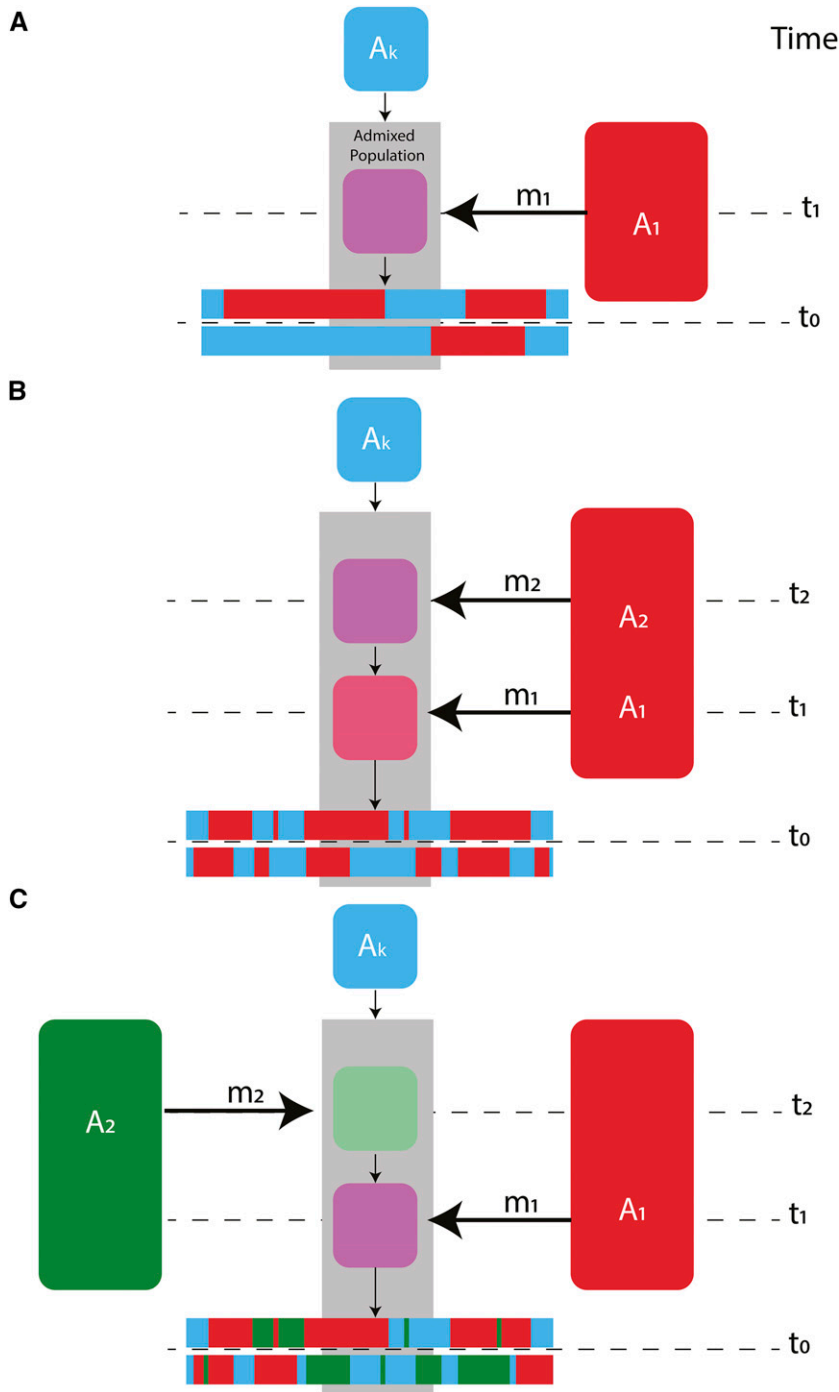 A
Time
Aₖ
Admixed
Population
m₁
A₁
t₁
t₀
B
Aₖ
m₂
A₂
t₂
m₁
A₁
t₁
t₀
C
Aₖ
A₂
m₂
t₂
m₁
A₁
t₁
t₀